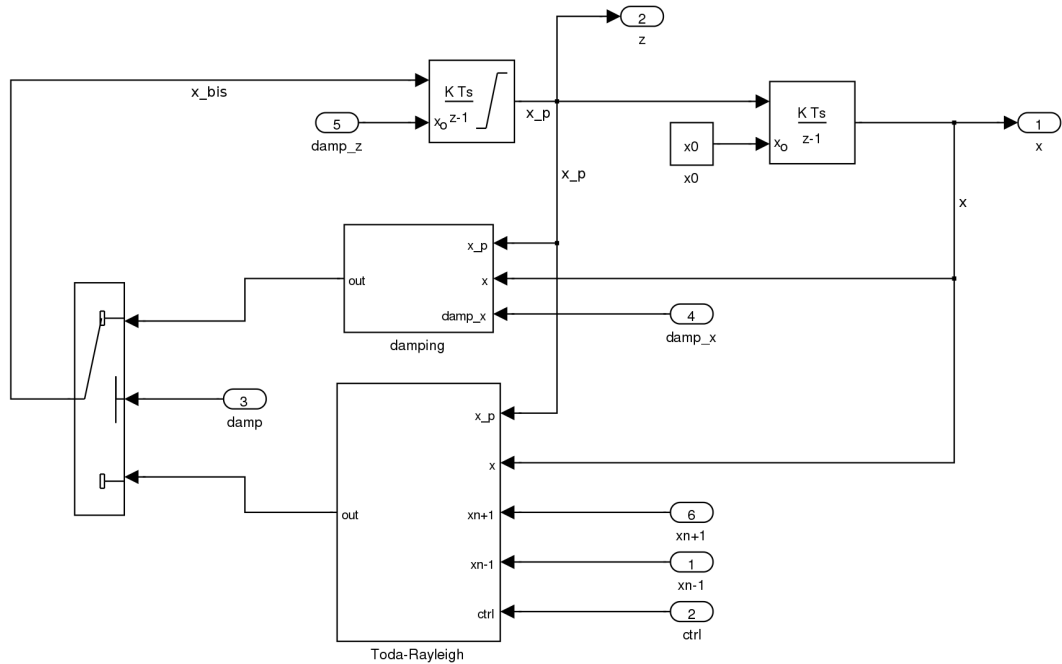 2
z
x_bis
K Ts
z-1
xo
x_p
5
damp_z
K Ts
z-1
xo
x0
x0
1
x
x_p
x
x_p
x
damp_x
out
damping
4
damp_x
3
damp
x_p
x
xn+1
xn-1
ctrl
out
Toda-Rayleigh
6
xn+1
1
xn-1
2
ctrl